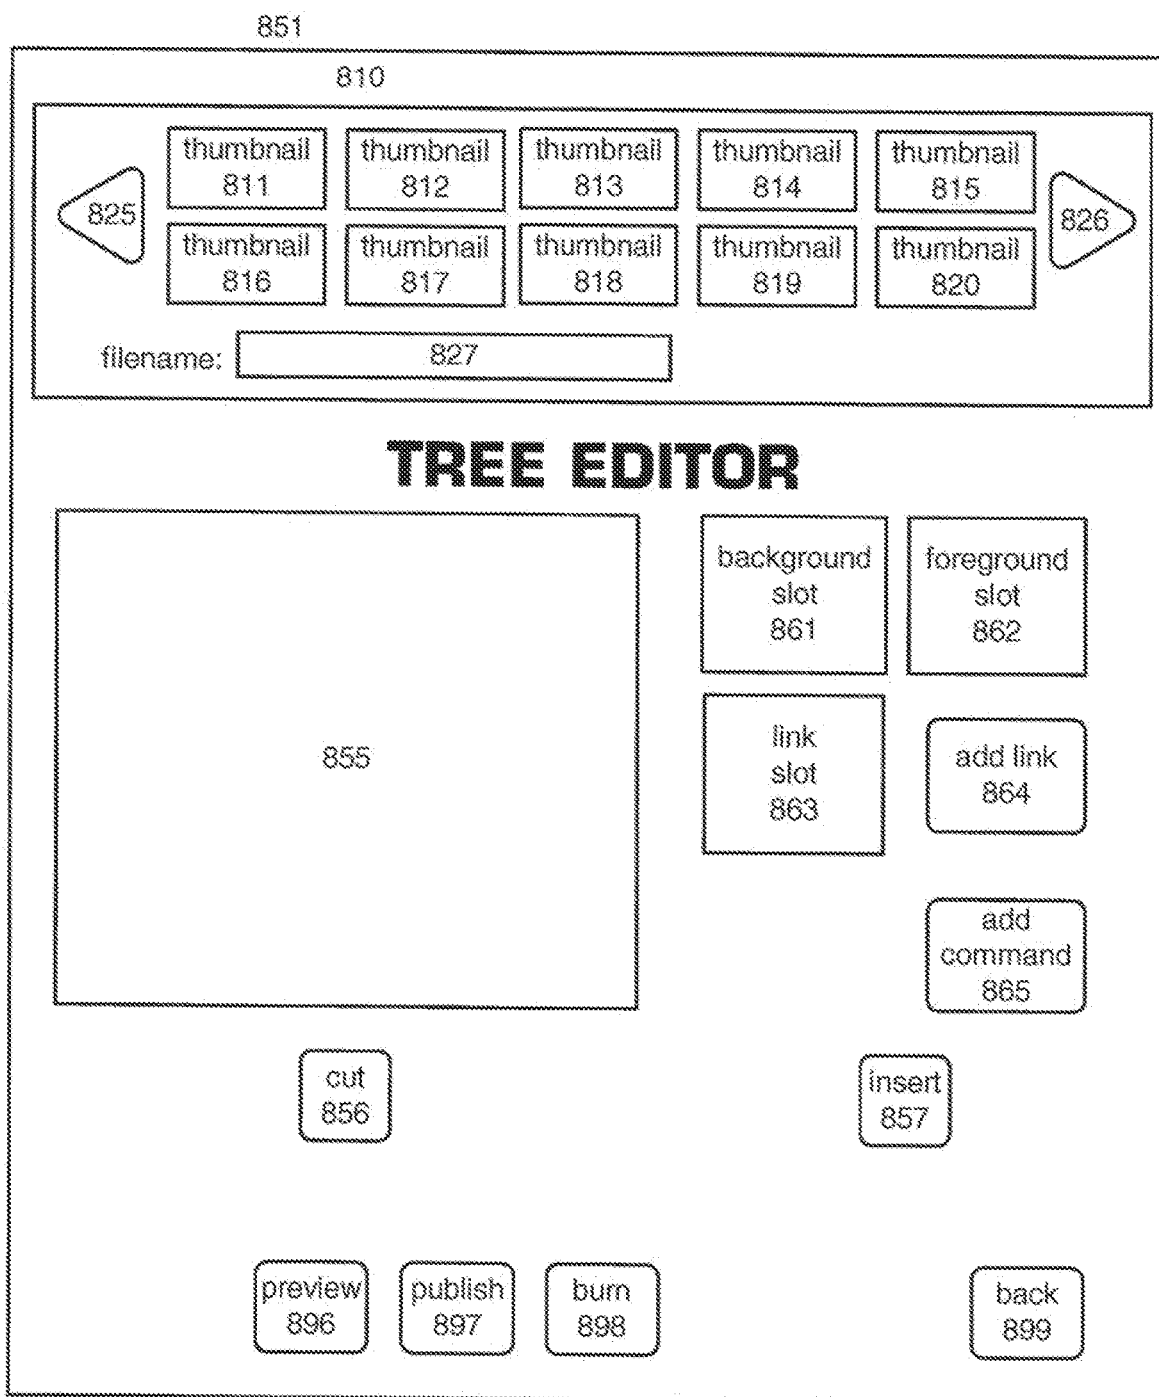 851
810
thumbnail
811
thumbnail
812
thumbnail
813
thumbnail
814
thumbnail
815
825
826
thumbnail
816
thumbnail
817
thumbnail
818
thumbnail
819
thumbnail
820
filename:
827
TREE EDITOR
855
background
slot
861
foreground
slot
862
link
slot
863
add link
864
add
command
865
cut
856
insert
857
preview
896
publish
897
burn
898
back
899